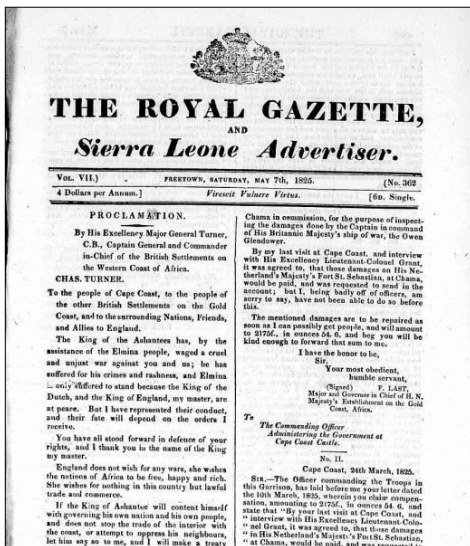 THE ROYAL GAZETTE,
AND
Sierra Leone Advertiser.
VOL. VII.)
FREETOWN, SATURDAY, MAY 7th, 1825.
(No. 362
4 Dollars per Annum.]
Virescit Vulnere Virtus.
[6D. Single.
PROCLAMATION.
By His Excellency Major General Turner,
C.B., Captain General and Commander
in-Chief of the British Settlements on
the Western Coast of Africa.
CHAS. TURNER.
To the people of Cape Coast, to the people of
the other British Settlements on the Gold
Coast, and to the surrounding Nations, Friends,
and Allies to England.
The King of the Ashantees has, by the
assistance of the Elmina people, waged a cruel
and unjust war against you and us; he has
suffered for his crimes and rashness, and Elmina
is only suffered to stand because the King of the
Dutch, and the King of England, my master, are
at peace. But I have represented their conduct,
and their fate will depend on the orders I
receive.
You have all stood forward in defence of your
rights, and I thank you in the name of the King
my master.
England does not wish for any wars, she wishes
the nations of Africa to be free, happy and rich.
She wishes for nothing in this country but lawful
trade and commerce.
If the King of Ashantee will content himself
with governing his own nation and his own people,
and does not stop the trade of the interior with
the coast, or attempt to oppress his neighbours,
let him say so to me, and I will make a treaty
Chama in commission, for the purpose of inspect-
ing the damages done by the Captain in command
of His Britannic Majesty's ship of war, the Owen
Glendower.
By my last visit at Cape Coast, and interview
with His Excellency Lieutenant-Colonel Grant,
it was agreed to, that those damages on His Ne-
therland's Majesty's Fort St. Sebastian, at Chama,
would be paid, and was requested to send in the
account; but I, being badly off of officers, am
sorry to say, have not been able to do so before
this.
The mentioned damages are to be repaired as
soon as I can possibly get people, and will amount
to 2175f., in ounces 54. 6, and beg you will be
kind enough to forward that sum to me.
I have the honor to be,
Sir,
Your most obedient,
humble servant,
(Signed) F. LAST,
Major and Governor in Chief of H. N.
Majesty's Establishment on the Gold
Coast, Africa.
To
The Commanding Officer
Administering the Government at
Cape Coast Castle.
No. II.
Cape Coast, 24th March, 1825.
SIR,—The Officer commanding the Troops in
this Garrison, has laid before me your letter dated
the 10th March, 1825, wherein you claim compen-
sation, amounting to 2175f., in ounces 54. 6, and
state that "By your last visit at Cape Coast, and
" interview with His Excellency Lieutenant-Colo-
" nel Grant, it was agreed to, that those damages
" in His Netherland's Majesty's Fort St. Sebastian,
" at Chama, would be paid, and was requested